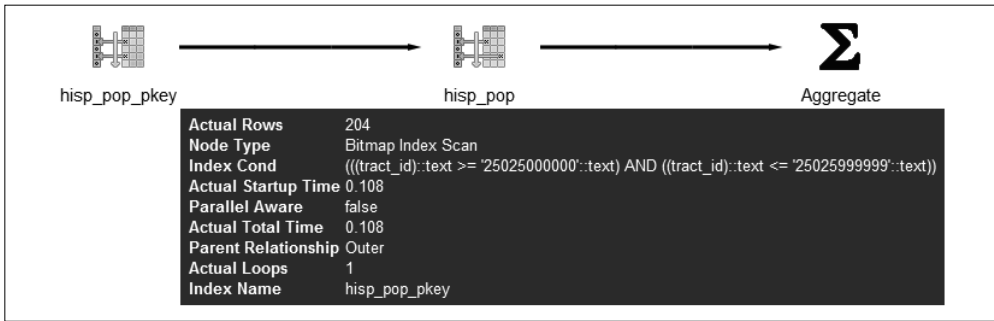 hisp_pop_pkey
hisp_pop
Aggregate
Actual Rows 204
Node Type Bitmap Index Scan
Index Cond (((tract_id)::text >= '25025000000'::text) AND ((tract_id)::text <= '25025999999'::text))
Actual Startup Time 0.108
Parallel Aware false
Actual Total Time 0.108
Parent Relationship Outer
Actual Loops 1
Index Name hisp_pop_pkey